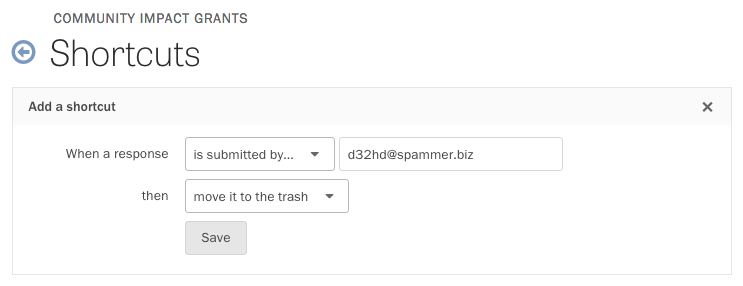 COMMUNITY IMPACT GRANTS
Shortcuts
Add a shortcut
When a response is submitted by... d32hd@spammer.biz
then move it to the trash
Save